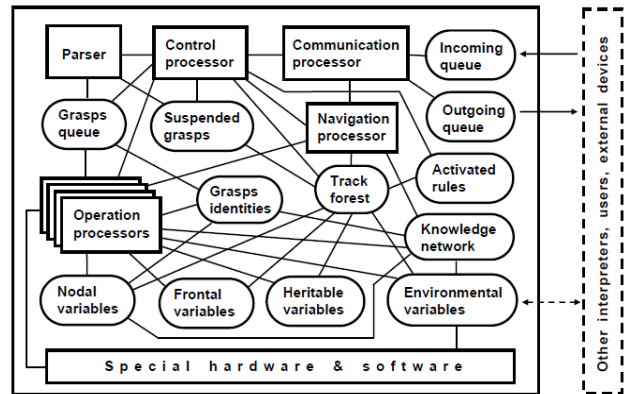 Parser
Control
processor
Communication
processor
Incoming
queue
Grasps
queue
Suspended
grasps
Navigation
processor
Outgoing
queue
Operation
processors
Grasps
identities
Track
forest
Activated
rules
Knowledge
network
Nodal
variables
Frontal
variables
Heritable
variables
Environmental
variables
Special hardware & software
Other interpreters, users, external devices